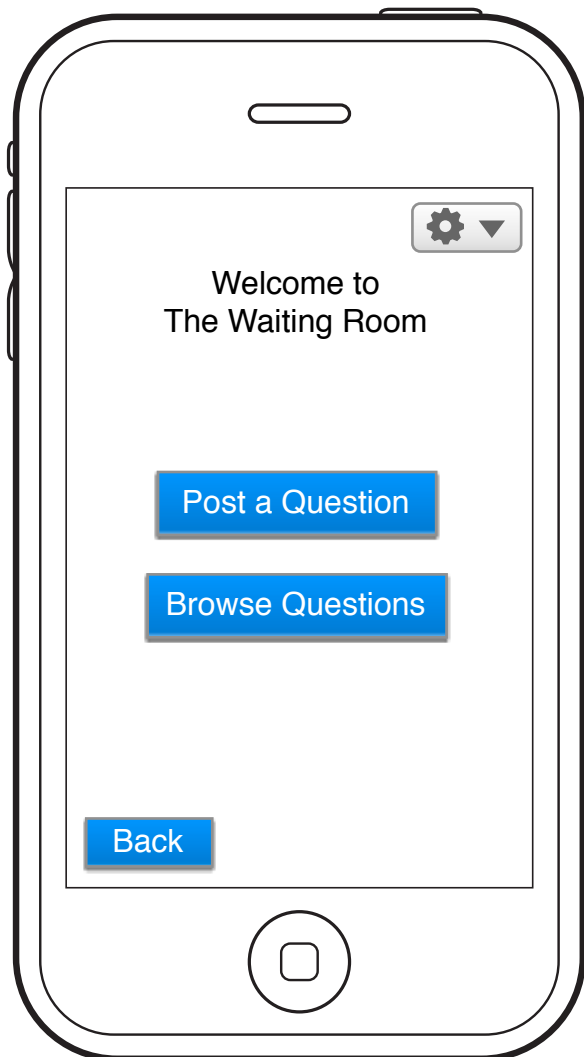 Welcome to
The Waiting Room
Post a Question
Browse Questions
Back